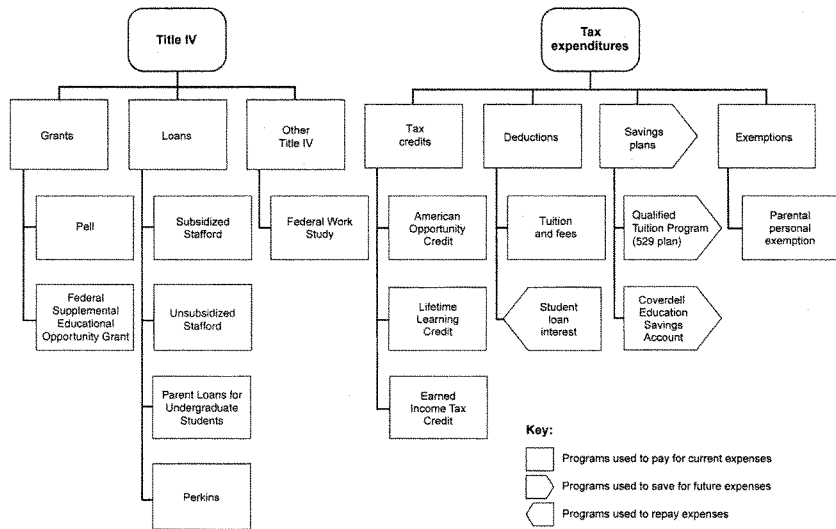 Title IV
Tax
expenditures
Grants
Loans
Other
Title IV
Tax
credits
Deductions
Savings
plans
Exemptions
Pell
Subsidized
Stafford
Federal Work
Study
American
Opportunity
Credit
Tuition
and fees
Qualified
Tuition Program
(529 plan)
Parental
personal
exemption
Federal
Supplemental
Educational
Opportunity Grant
Unsubsidized
Stafford
Lifetime
Learning
Credit
Student
loan
interest
Coverdell
Education
Savings
Account
Parent Loans for
Undergraduate
Students
Earned
Income Tax
Credit
Perkins
Key:
Programs used to pay for current expenses
Programs used to save for future expenses
Programs used to repay expenses